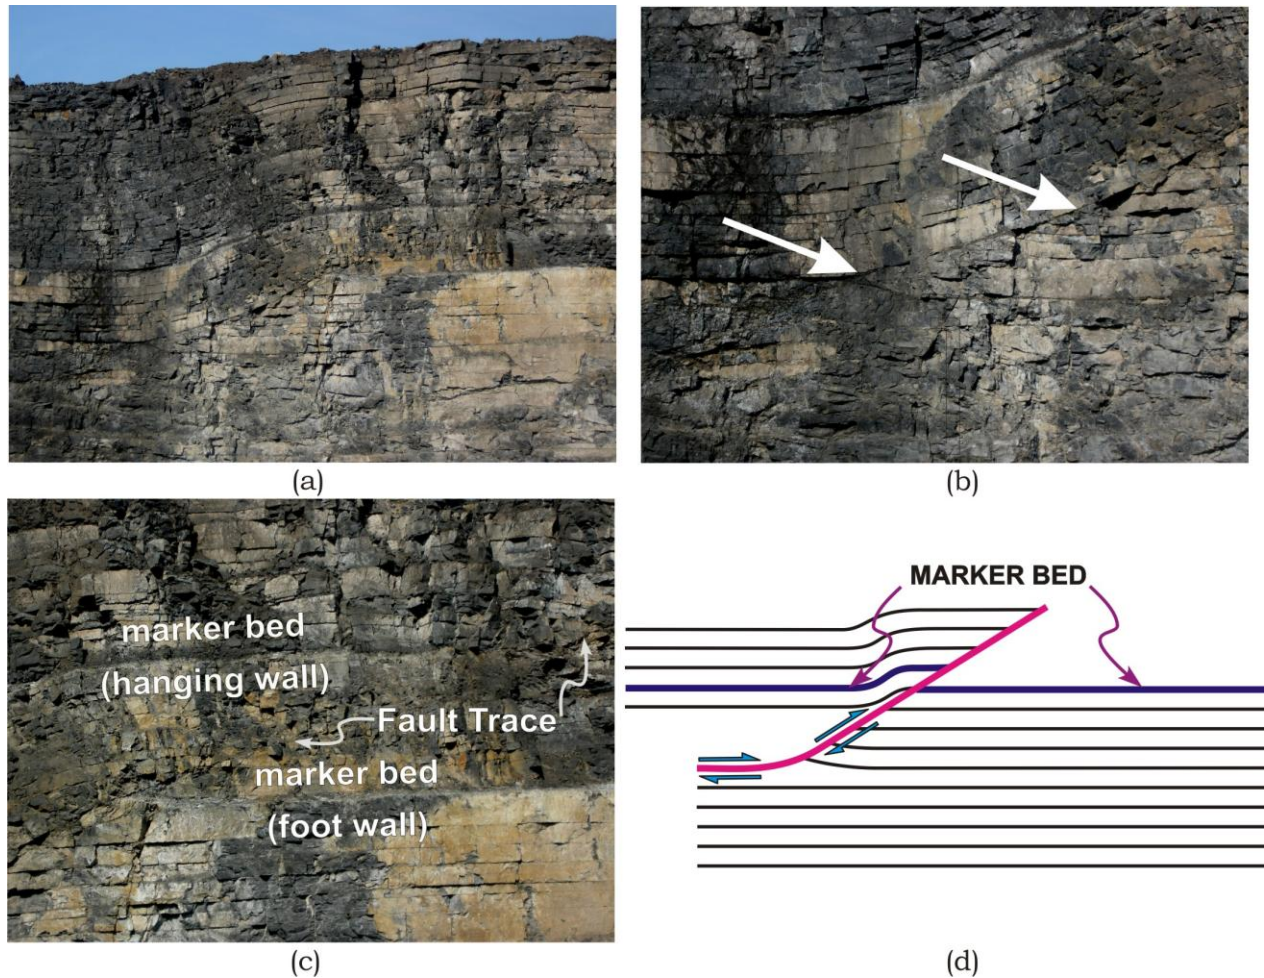 (a)
(b)
marker bed
(hanging wall)
Fault Trace
marker bed
(foot wall)
(c)
MARKER BED
(d)